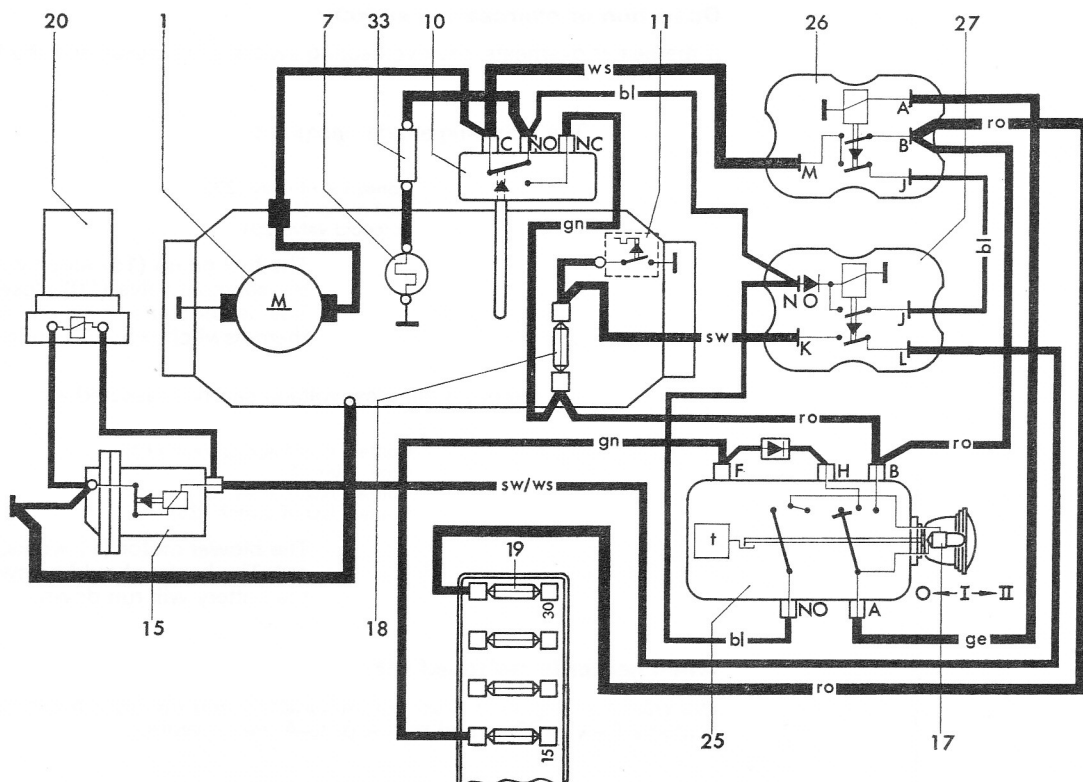 20 1 7 33 10 11 26 27
ws
bl
A
ro
C NO NC
B
M
J
gn
bl
M
N O
J
sw
K
L
ro
gn
ro
F H B
sw/ws
t
19
30
O I II
NO A
15 18
bl
ge
ro
15
25 17